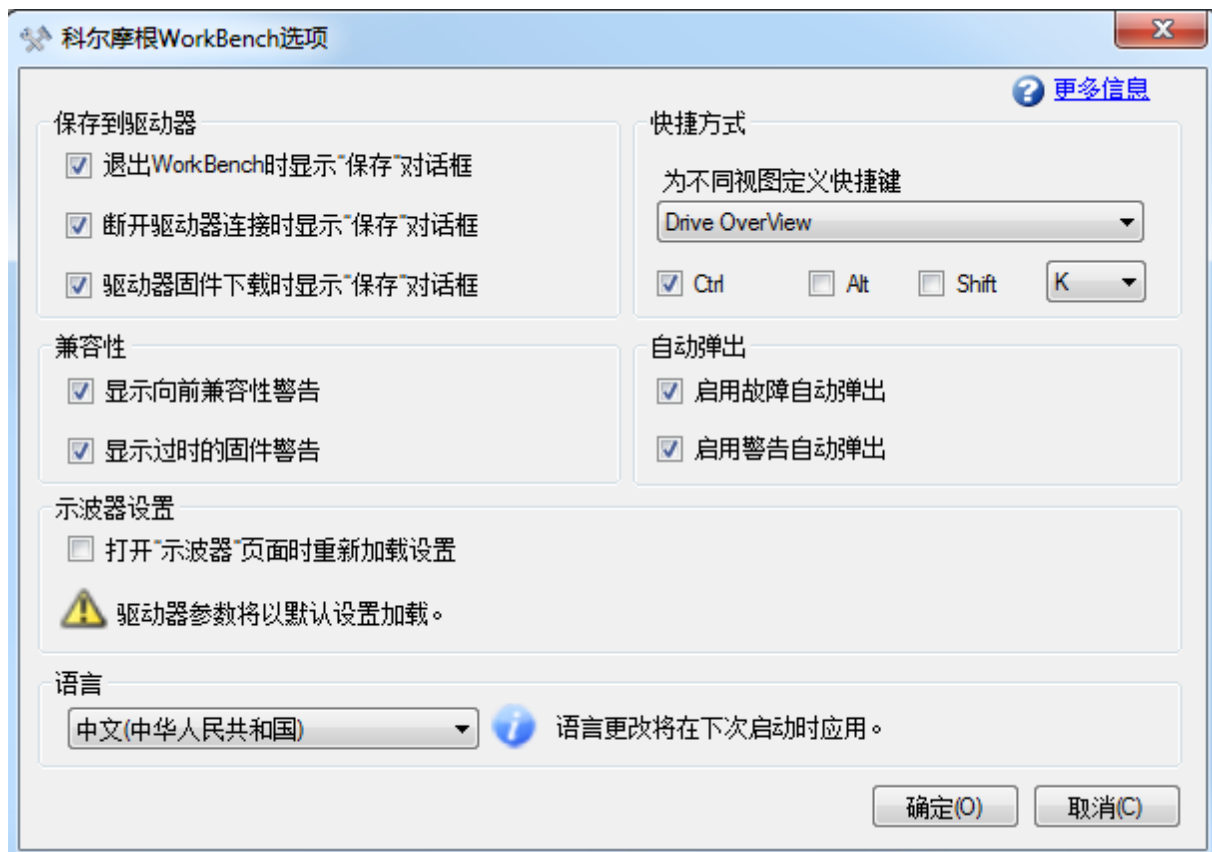 科尔摩根WorkBench选项
更多信息
保存到驱动器
退出WorkBench时显示"保存"对话框
断开驱动器连接时显示"保存"对话框
驱动器固件下载时显示"保存"对话框
快捷方式
为不同视图定义快捷键
Drive OverView
Ctrl Alt Shift K
兼容性
显示向前兼容性警告
显示过时的固件警告
自动弹出
启用故障自动弹出
启用警告自动弹出
示波器设置
打开"示波器"页面时重新加载设置
驱动器参数将以默认设置加载。
语言
中文(中华人民共和国) 语言更改将在下次启动时应用。
确定(O) 取消(C)